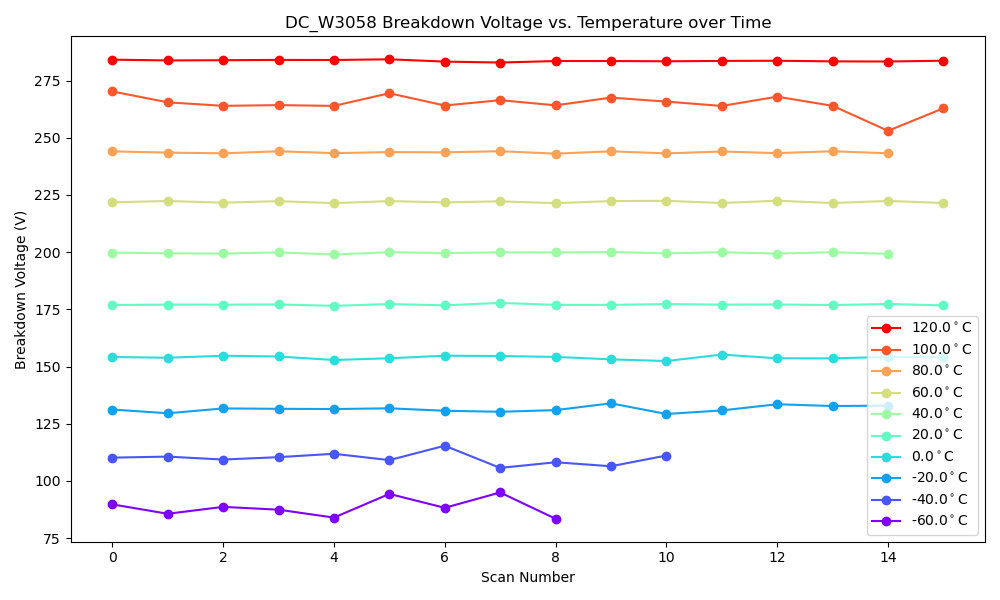 DC_W3058 Breakdown Voltage vs. Temperature over Time
Breakdown Voltage (V)
275
250
225
200
175
150
125
100
75
120.0°C
100.0°C
80.0°C
60.0°C
40.0°C
20.0°C
0.0°C
-20.0°C
-40.0°C
-60.0°C
0 2 4 6 8 10 12 14
Scan Number